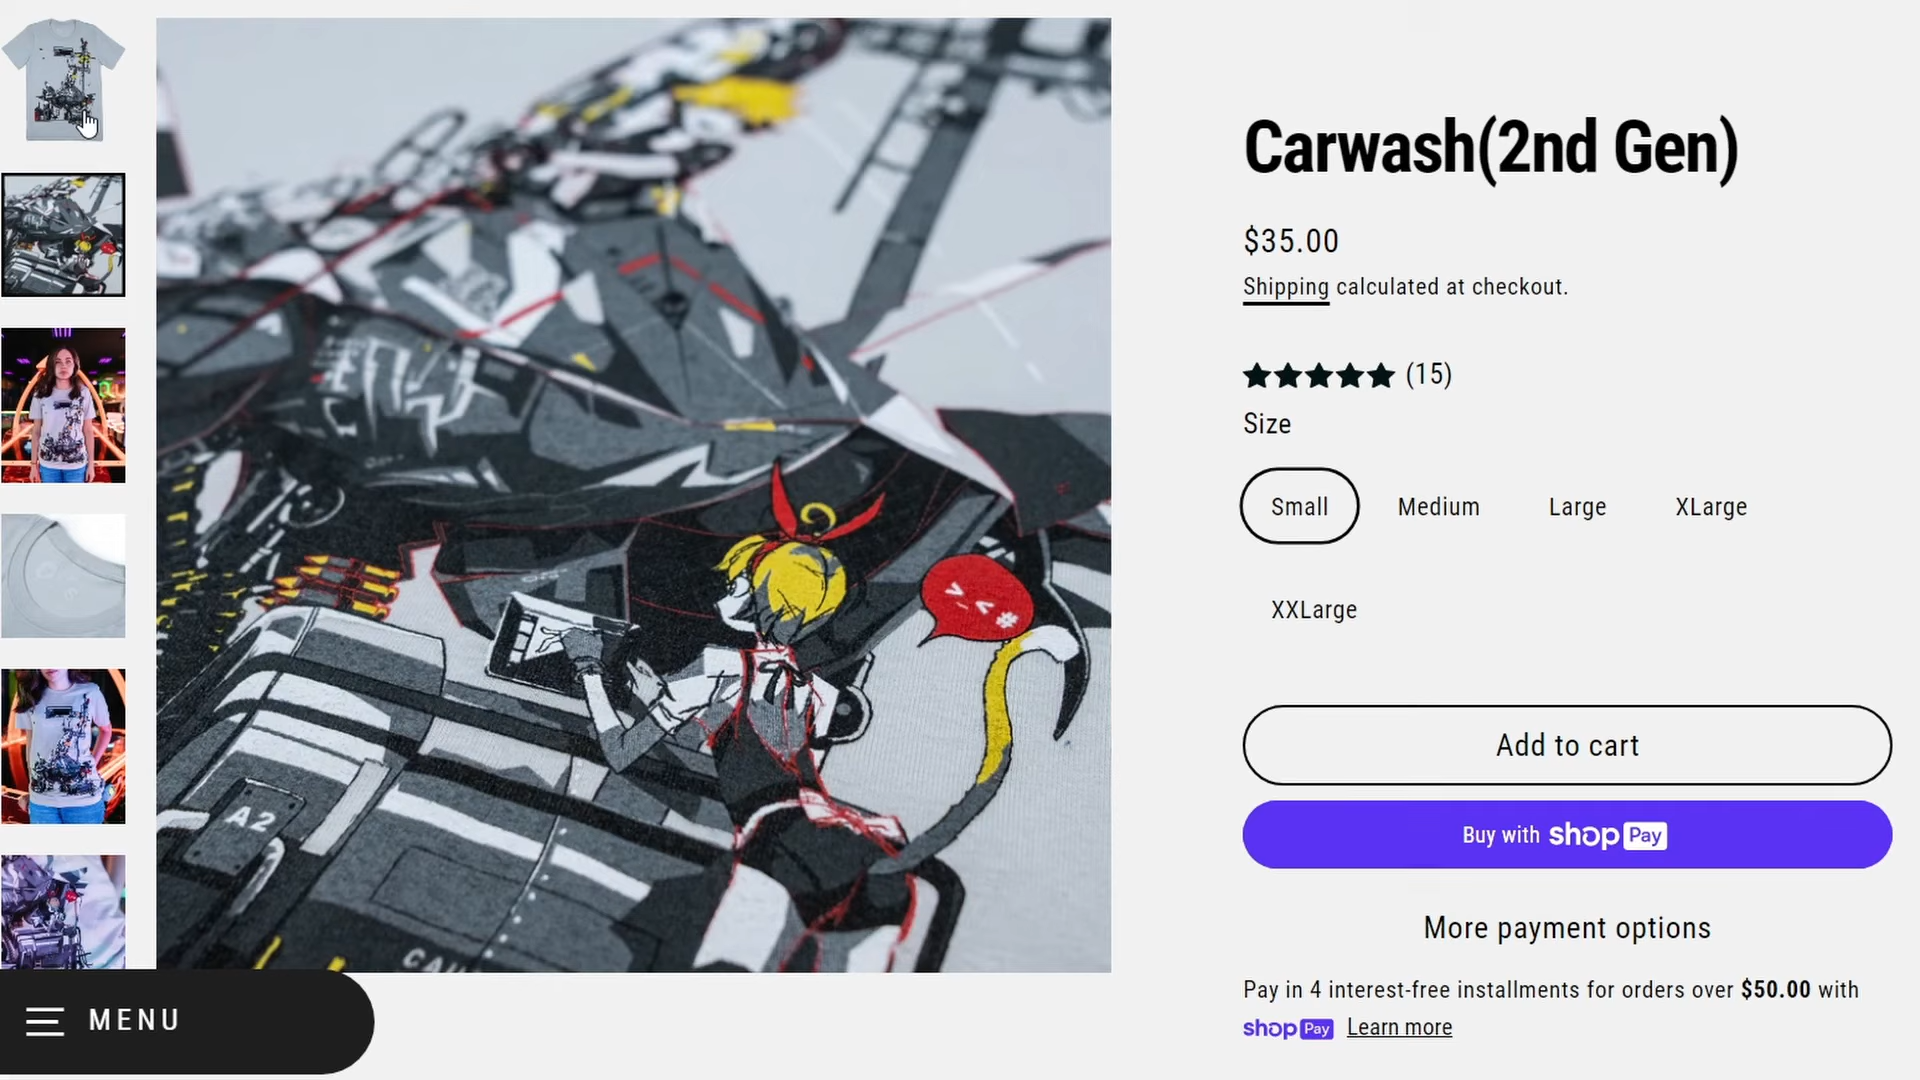 Carwash(2nd Gen)
$35.00
Shipping calculated at checkout.
(15)
Size
Small
Medium
Large
XLarge
XXLarge
Add to cart
Buy with shop Pay
More payment options
Pay in 4 interest-free installments for orders over $50.00 with
shop Pay Learn more
A2
MENU